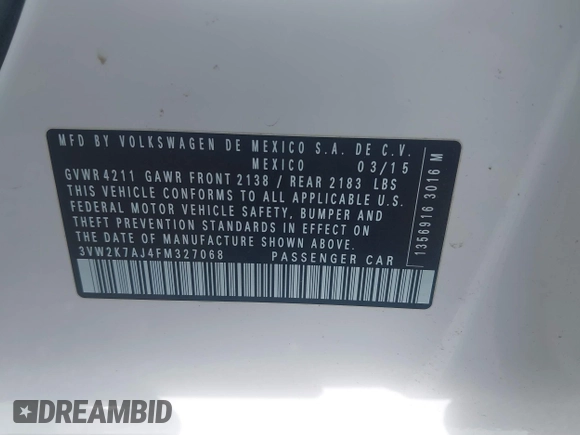 MFD BY VOLKSWAGEN DE MEXICO S.A. DE C.V.
MEXICO 03/15
GVWR 4211 GAWR FRONT 2138 / REAR 2183 LBS
THIS VEHICLE CONFORMS TO ALL APPLICABLE U.S.
FEDERAL MOTOR VEHICLE SAFETY, BUMPER AND
THEFT PREVENTION STANDARDS IN EFFECT ON
THE DATE OF MANUFACTURE SHOWN ABOVE.
3VW2K7AJ4FM327068 PASSENGER CAR
1356916 3016 M
DREAMBID